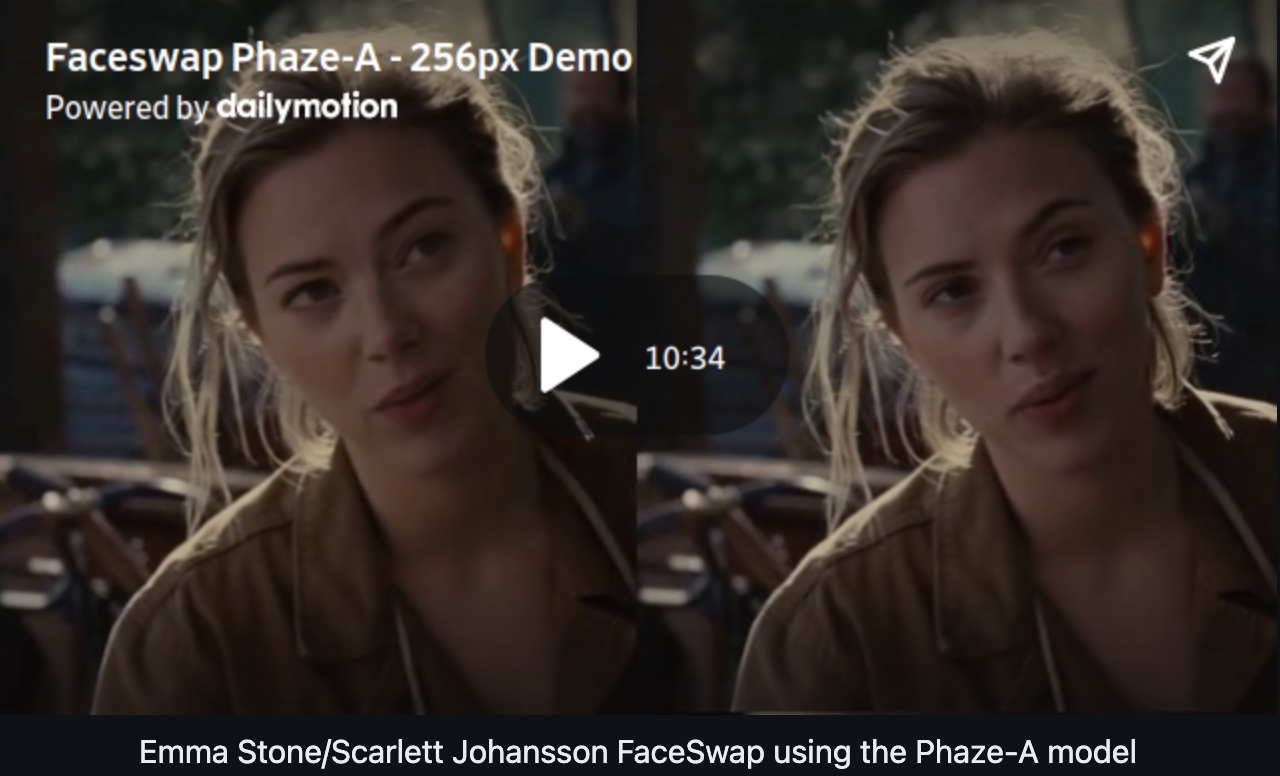 Faceswap Phaze-A - 256px Demo
Powered by dailymotion
10:34
Emma Stone/Scarlett Johansson FaceSwap using the Phaze-A model